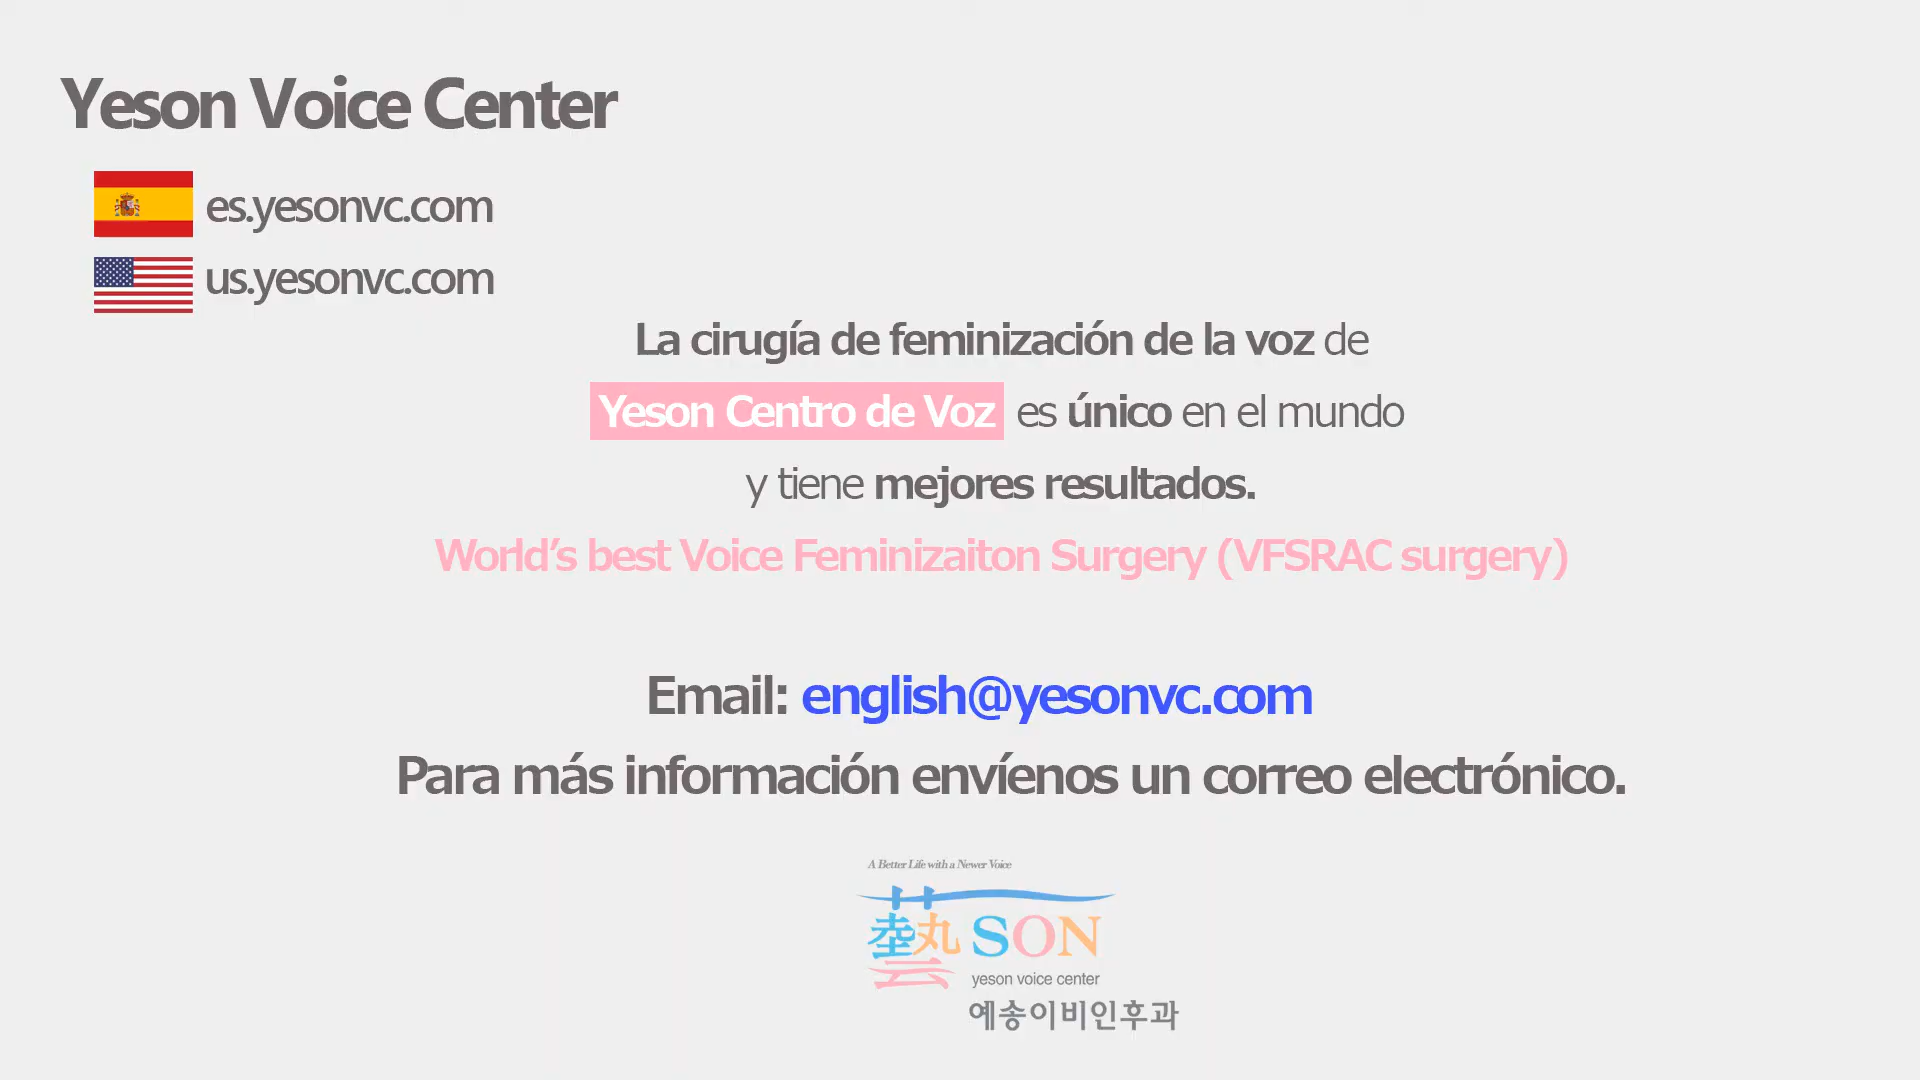 Yeson Voice Center
es.yesonvc.com
us.yesonvc.com
La cirugía de feminización de la voz de
Yeson Centro de Voz es único en el mundo
y tiene mejores resultados.
World's best Voice Feminizaiton Surgery (VFSRAC surgery)
Email: english@yesonvc.com
Para más información envíenos un correo electrónico.
A Better Life with a Newer Voice
藝 SON
yeson voice center
예송이비인후과